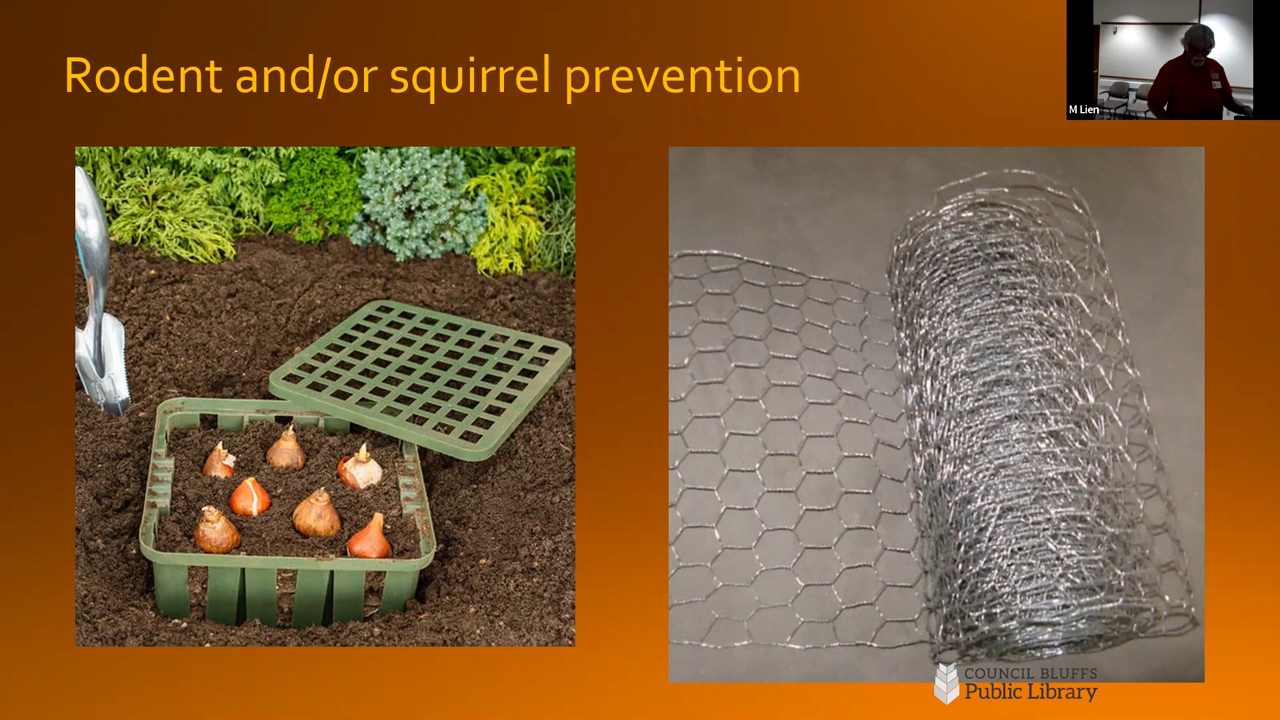 Rodent and/or squirrel prevention
M Lien
COUNCIL BLUFFS
Public Library